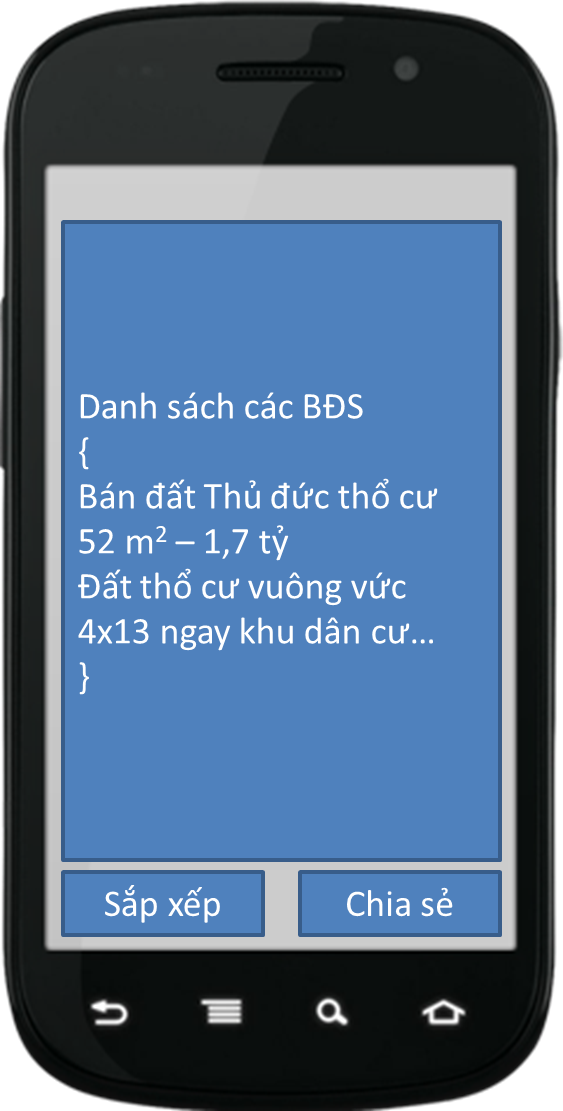 Danh sách các BĐS
{
Bán đất Thủ đức thổ cư
52 m² – 1,7 tỷ
Đất thổ cư vuông vức
4x13 ngay khu dân cư...
}
Sắp xếp
Chia sẻ